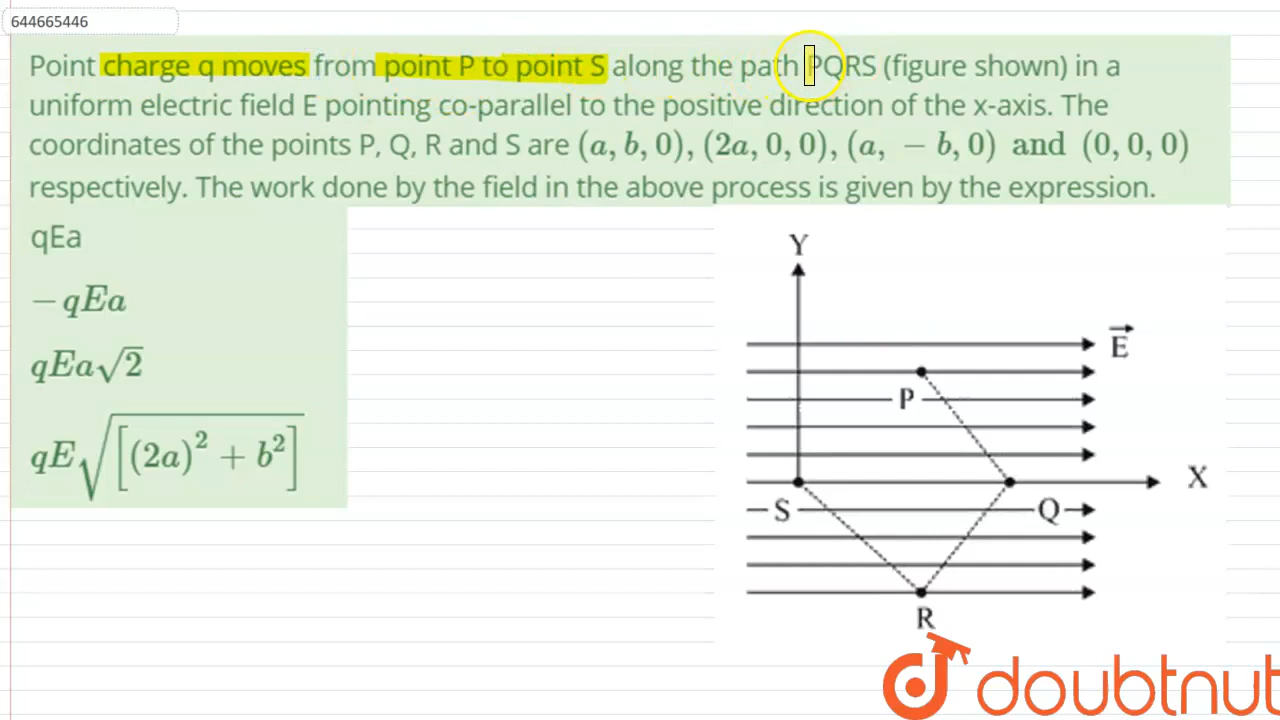 644665446
Point charge q moves from point P to point S along the path PQRS (figure shown) in a
uniform electric field E pointing co-parallel to the positive direction of the x-axis. The
coordinates of the points P, Q, R and S are (a, b, 0), (2a, 0, 0), (a, − b, 0) and (0, 0, 0)
respectively. The work done by the field in the above process is given by the expression.
qEa
− qEa
qEa√2
qE√[(2a)² + b²]
Y
E⃗
P
X
S
Q
R
doubtnut